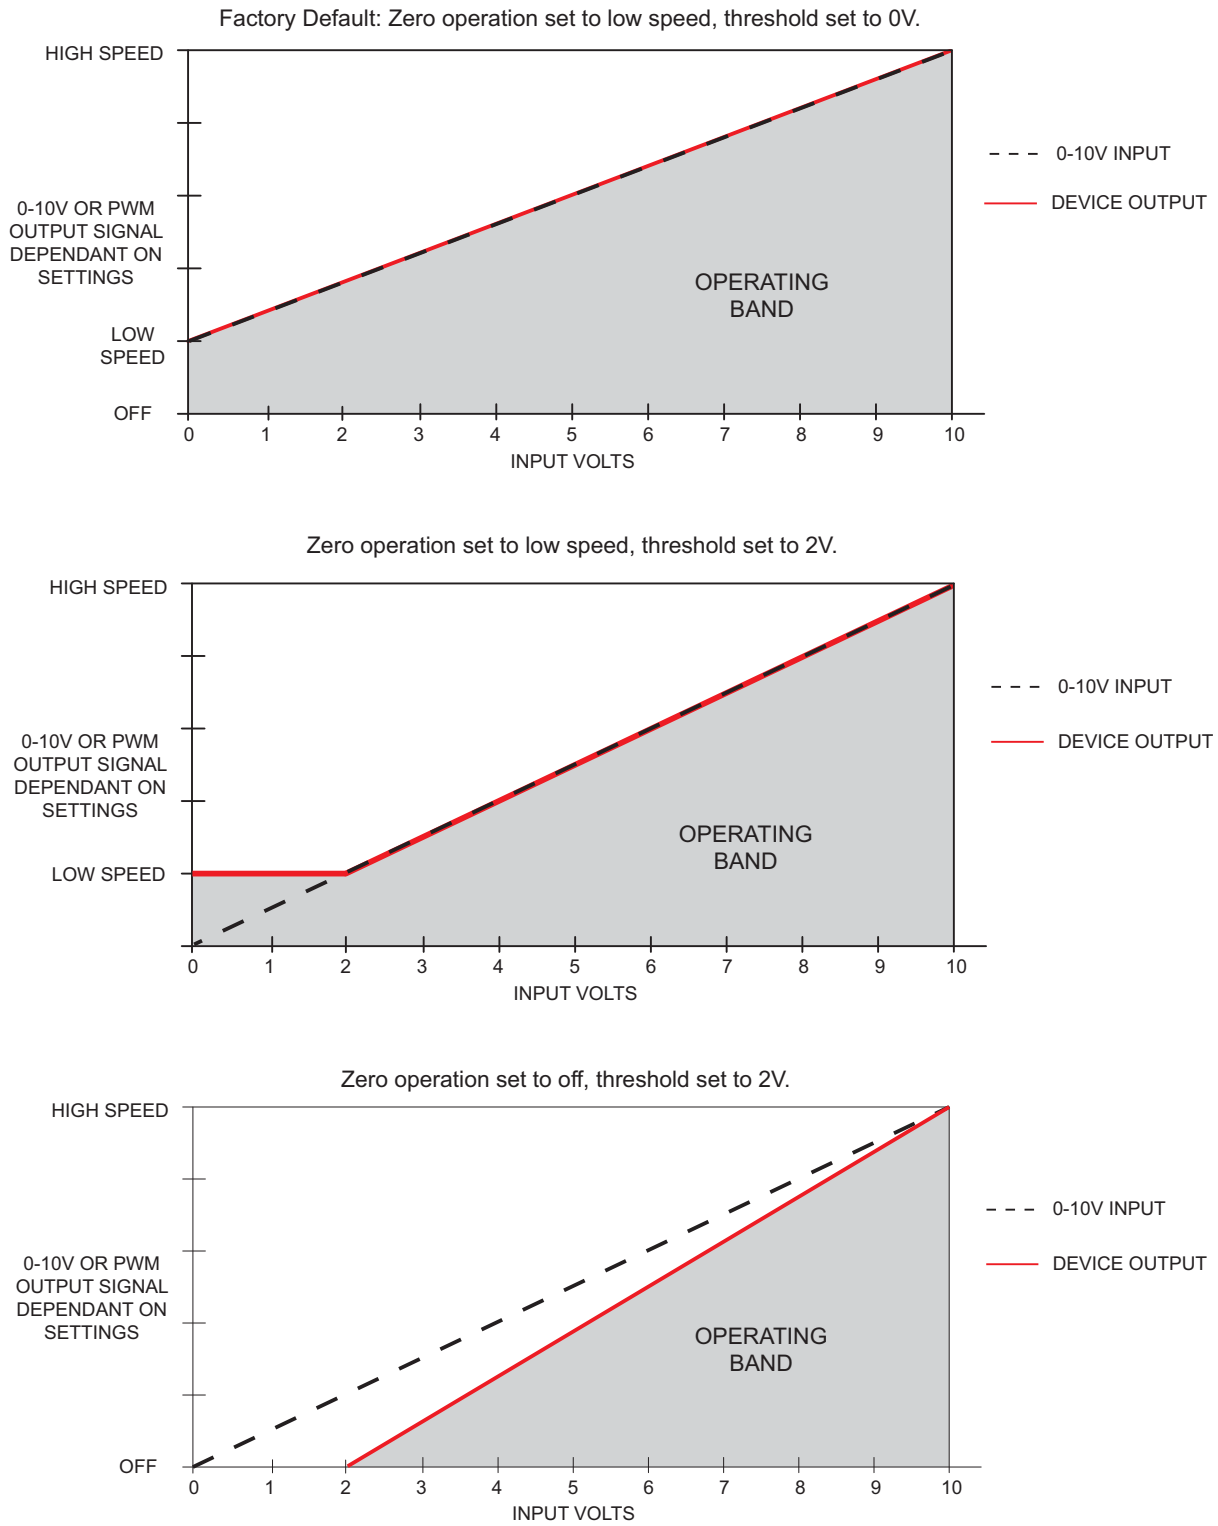 Factory Default: Zero operation set to low speed, threshold set to 0V.
HIGH SPEED
0-10V INPUT
DEVICE OUTPUT
0-10V OR PWM
OUTPUT SIGNAL
DEPENDANT ON
SETTINGS
OPERATING
BAND
LOW
SPEED
OFF
0 1 2 3 4 5 6 7 8 9 10
INPUT VOLTS
Zero operation set to low speed, threshold set to 2V.
HIGH SPEED
0-10V INPUT
DEVICE OUTPUT
0-10V OR PWM
OUTPUT SIGNAL
DEPENDANT ON
SETTINGS
OPERATING
BAND
LOW SPEED
0 1 2 3 4 5 6 7 8 9 10
INPUT VOLTS
Zero operation set to off, threshold set to 2V.
HIGH SPEED
0-10V INPUT
DEVICE OUTPUT
0-10V OR PWM
OUTPUT SIGNAL
DEPENDANT ON
SETTINGS
OPERATING
BAND
OFF
0 1 2 3 4 5 6 7 8 9 10
INPUT VOLTS